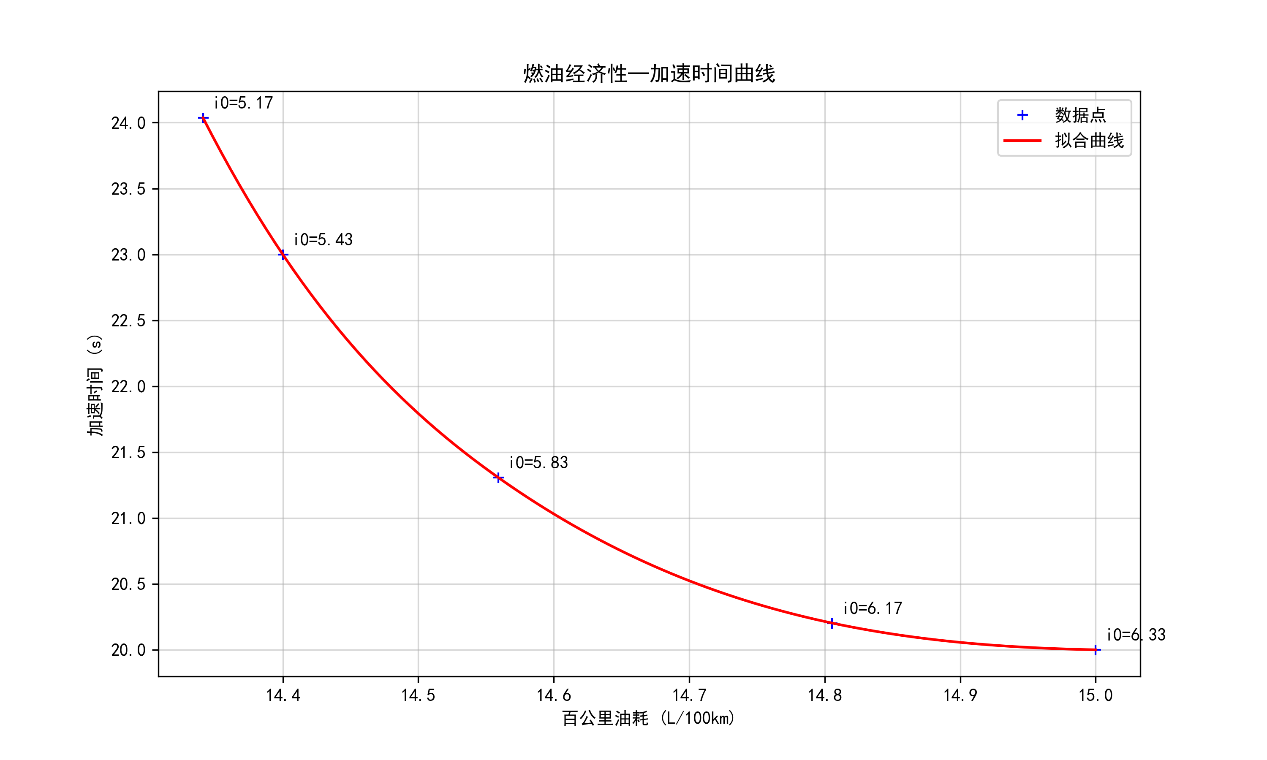 燃油经济性—加速时间曲线
数据点
拟合曲线
i0=5.17
i0=5.43
i0=5.83
i0=6.17
i0=6.33
加速时间 (s)
24.0
23.5
23.0
22.5
22.0
21.5
21.0
20.5
20.0
14.4 14.5 14.6 14.7 14.8 14.9 15.0
百公里油耗 (L/100km)